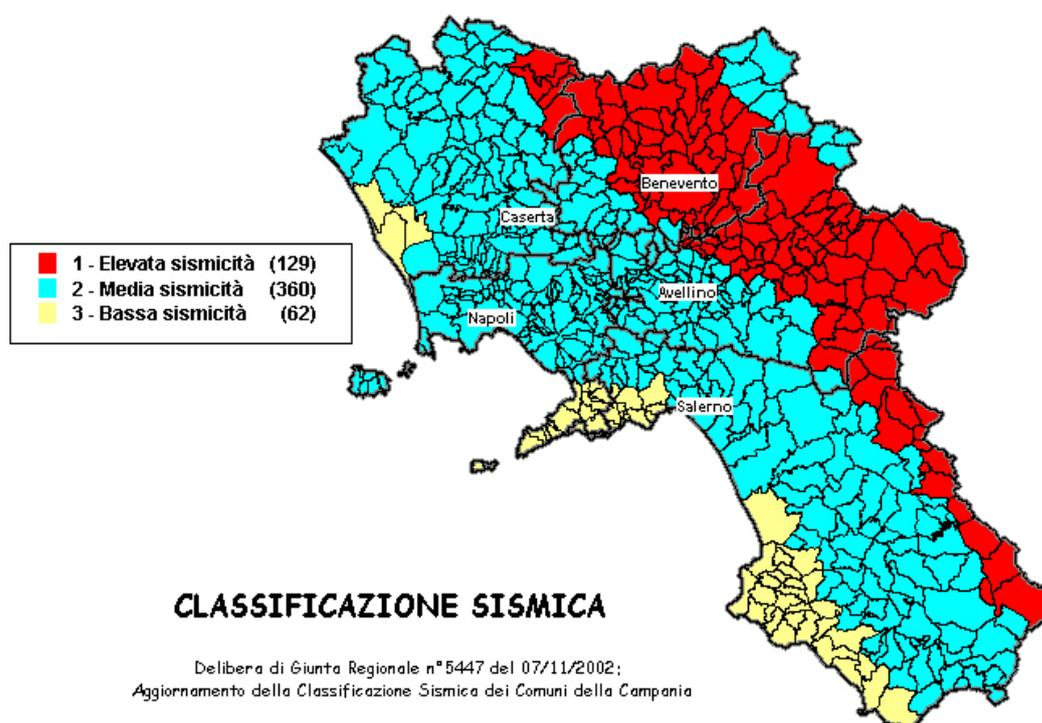 Benevento
Caserta
1 - Elevata sismicità (129)
2 - Media sismicità (360)
3 - Bassa sismicità (62)
Avellino
Napoli
Salerno
CLASSIFICAZIONE SISMICA
Delibera di Giunta Regionale n°5447 del 07/11/2002;
Aggiornamento della Classificazione Sismica dei Comuni della Campania